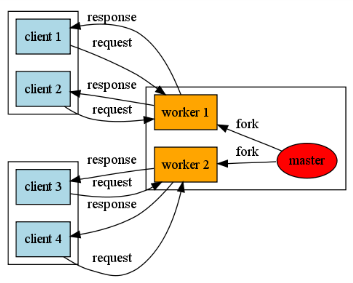 response
client 1
request
client 2
response
request
worker 1
fork
master
fork
worker 2
response
client 3
request
response
client 4
request